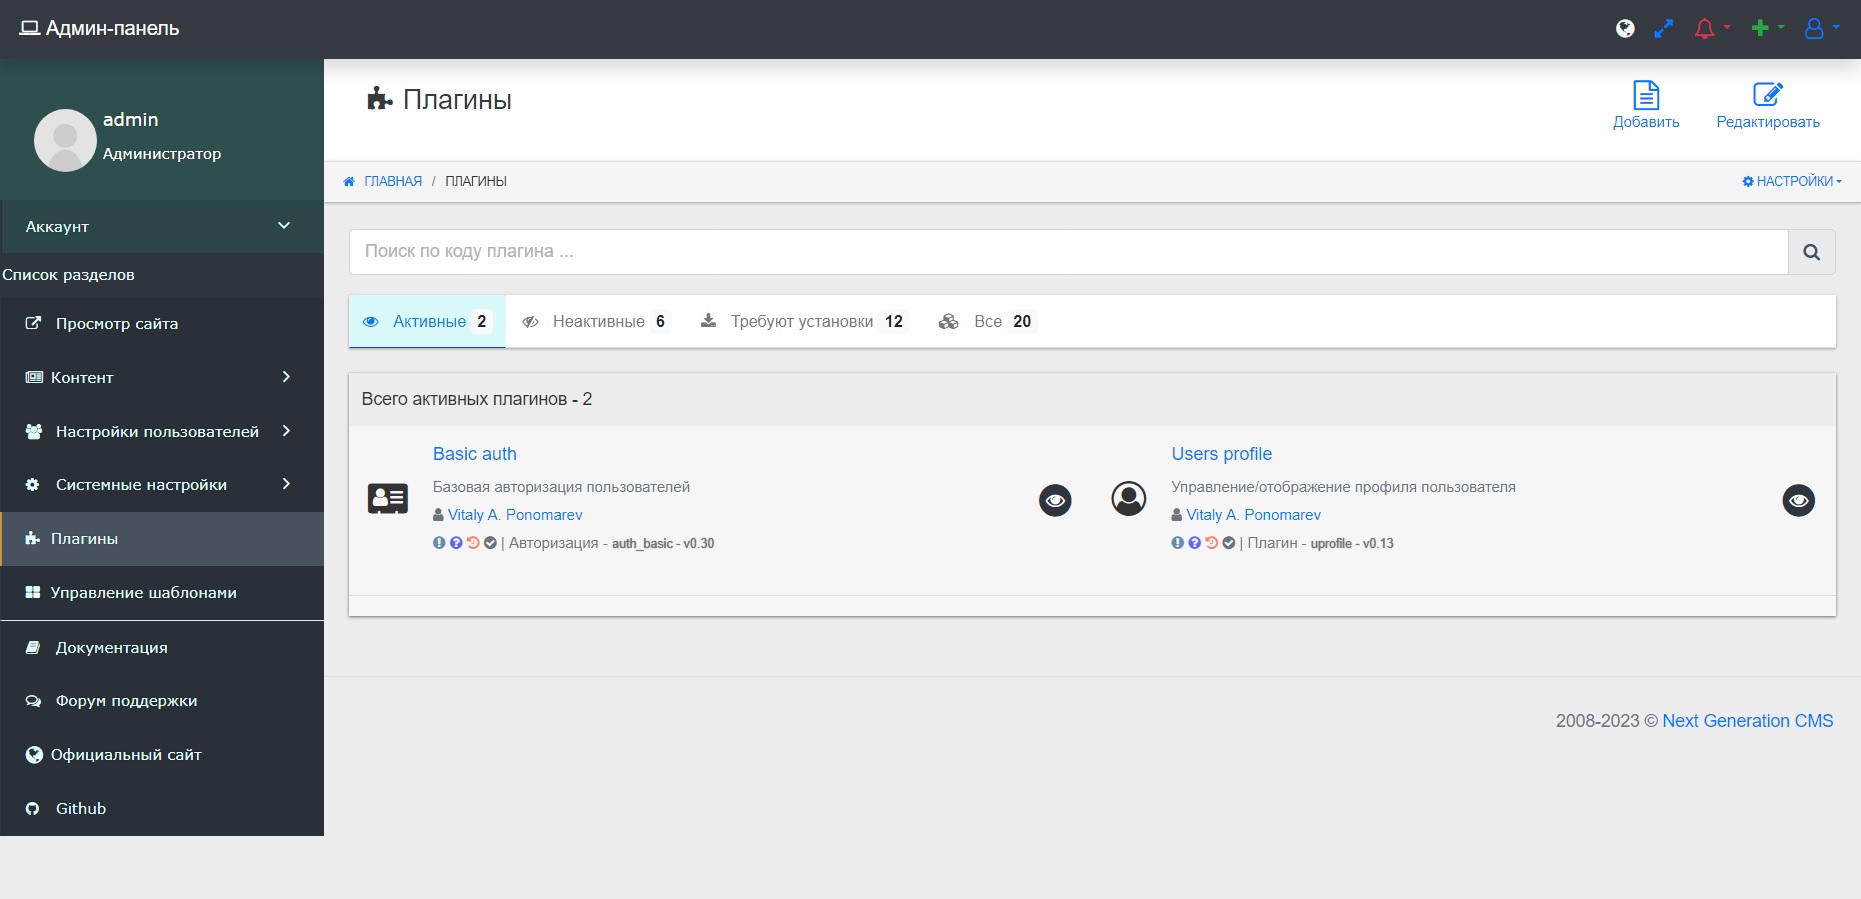 Админ-панель
admin
Администратор
Аккаунт
Список разделов
Просмотр сайта
Контент
Настройки пользователей
Системные настройки
Плагины
Управление шаблонами
Документация
Форум поддержки
Официальный сайт
Github
Плагины
Добавить
Редактировать
ГЛАВНАЯ / ПЛАГИНЫ
НАСТРОЙКИ
Поиск по коду плагина ...
Активные 2 Неактивные 6 Требуют установки 12 Все 20
Всего активных плагинов - 2
Basic auth
Базовая авторизация пользователей
Vitaly A. Ponomarev
| Авторизация - auth_basic - v0.30
Users profile
Управление/отображение профиля пользователя
Vitaly A. Ponomarev
| Плагин - uprofile - v0.13
2008-2023 © Next Generation CMS